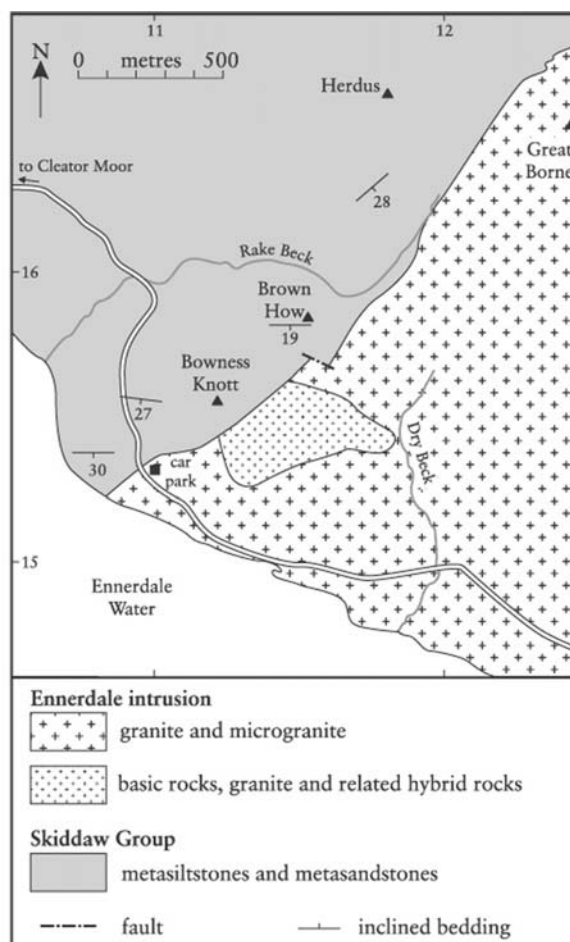 11 12
N
0 metres 500
Herdus
Great
Borne
to Cleator Moor
28
Rake Beck
16
Brown
How
19
Bowness
Knott
27
30
car
park
Dry Beck
15
Ennerdale
Water
Ennerdale intrusion
granite and microgranite
basic rocks, granite and related hybrid rocks
Skiddaw Group
metasiltstones and metasandstones
fault inclined bedding